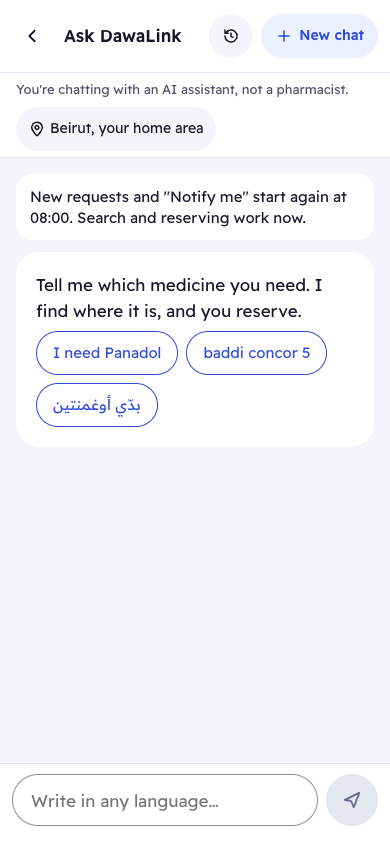 Ask DawaLink
New chat
You're chatting with an AI assistant, not a pharmacist.
Beirut, your home area
New requests and "Notify me" start again at
08:00. Search and reserving work now.
Tell me which medicine you need. I
find where it is, and you reserve.
I need Panadol
baddi concor 5
بدّي أوغمنتين
Write in any language...